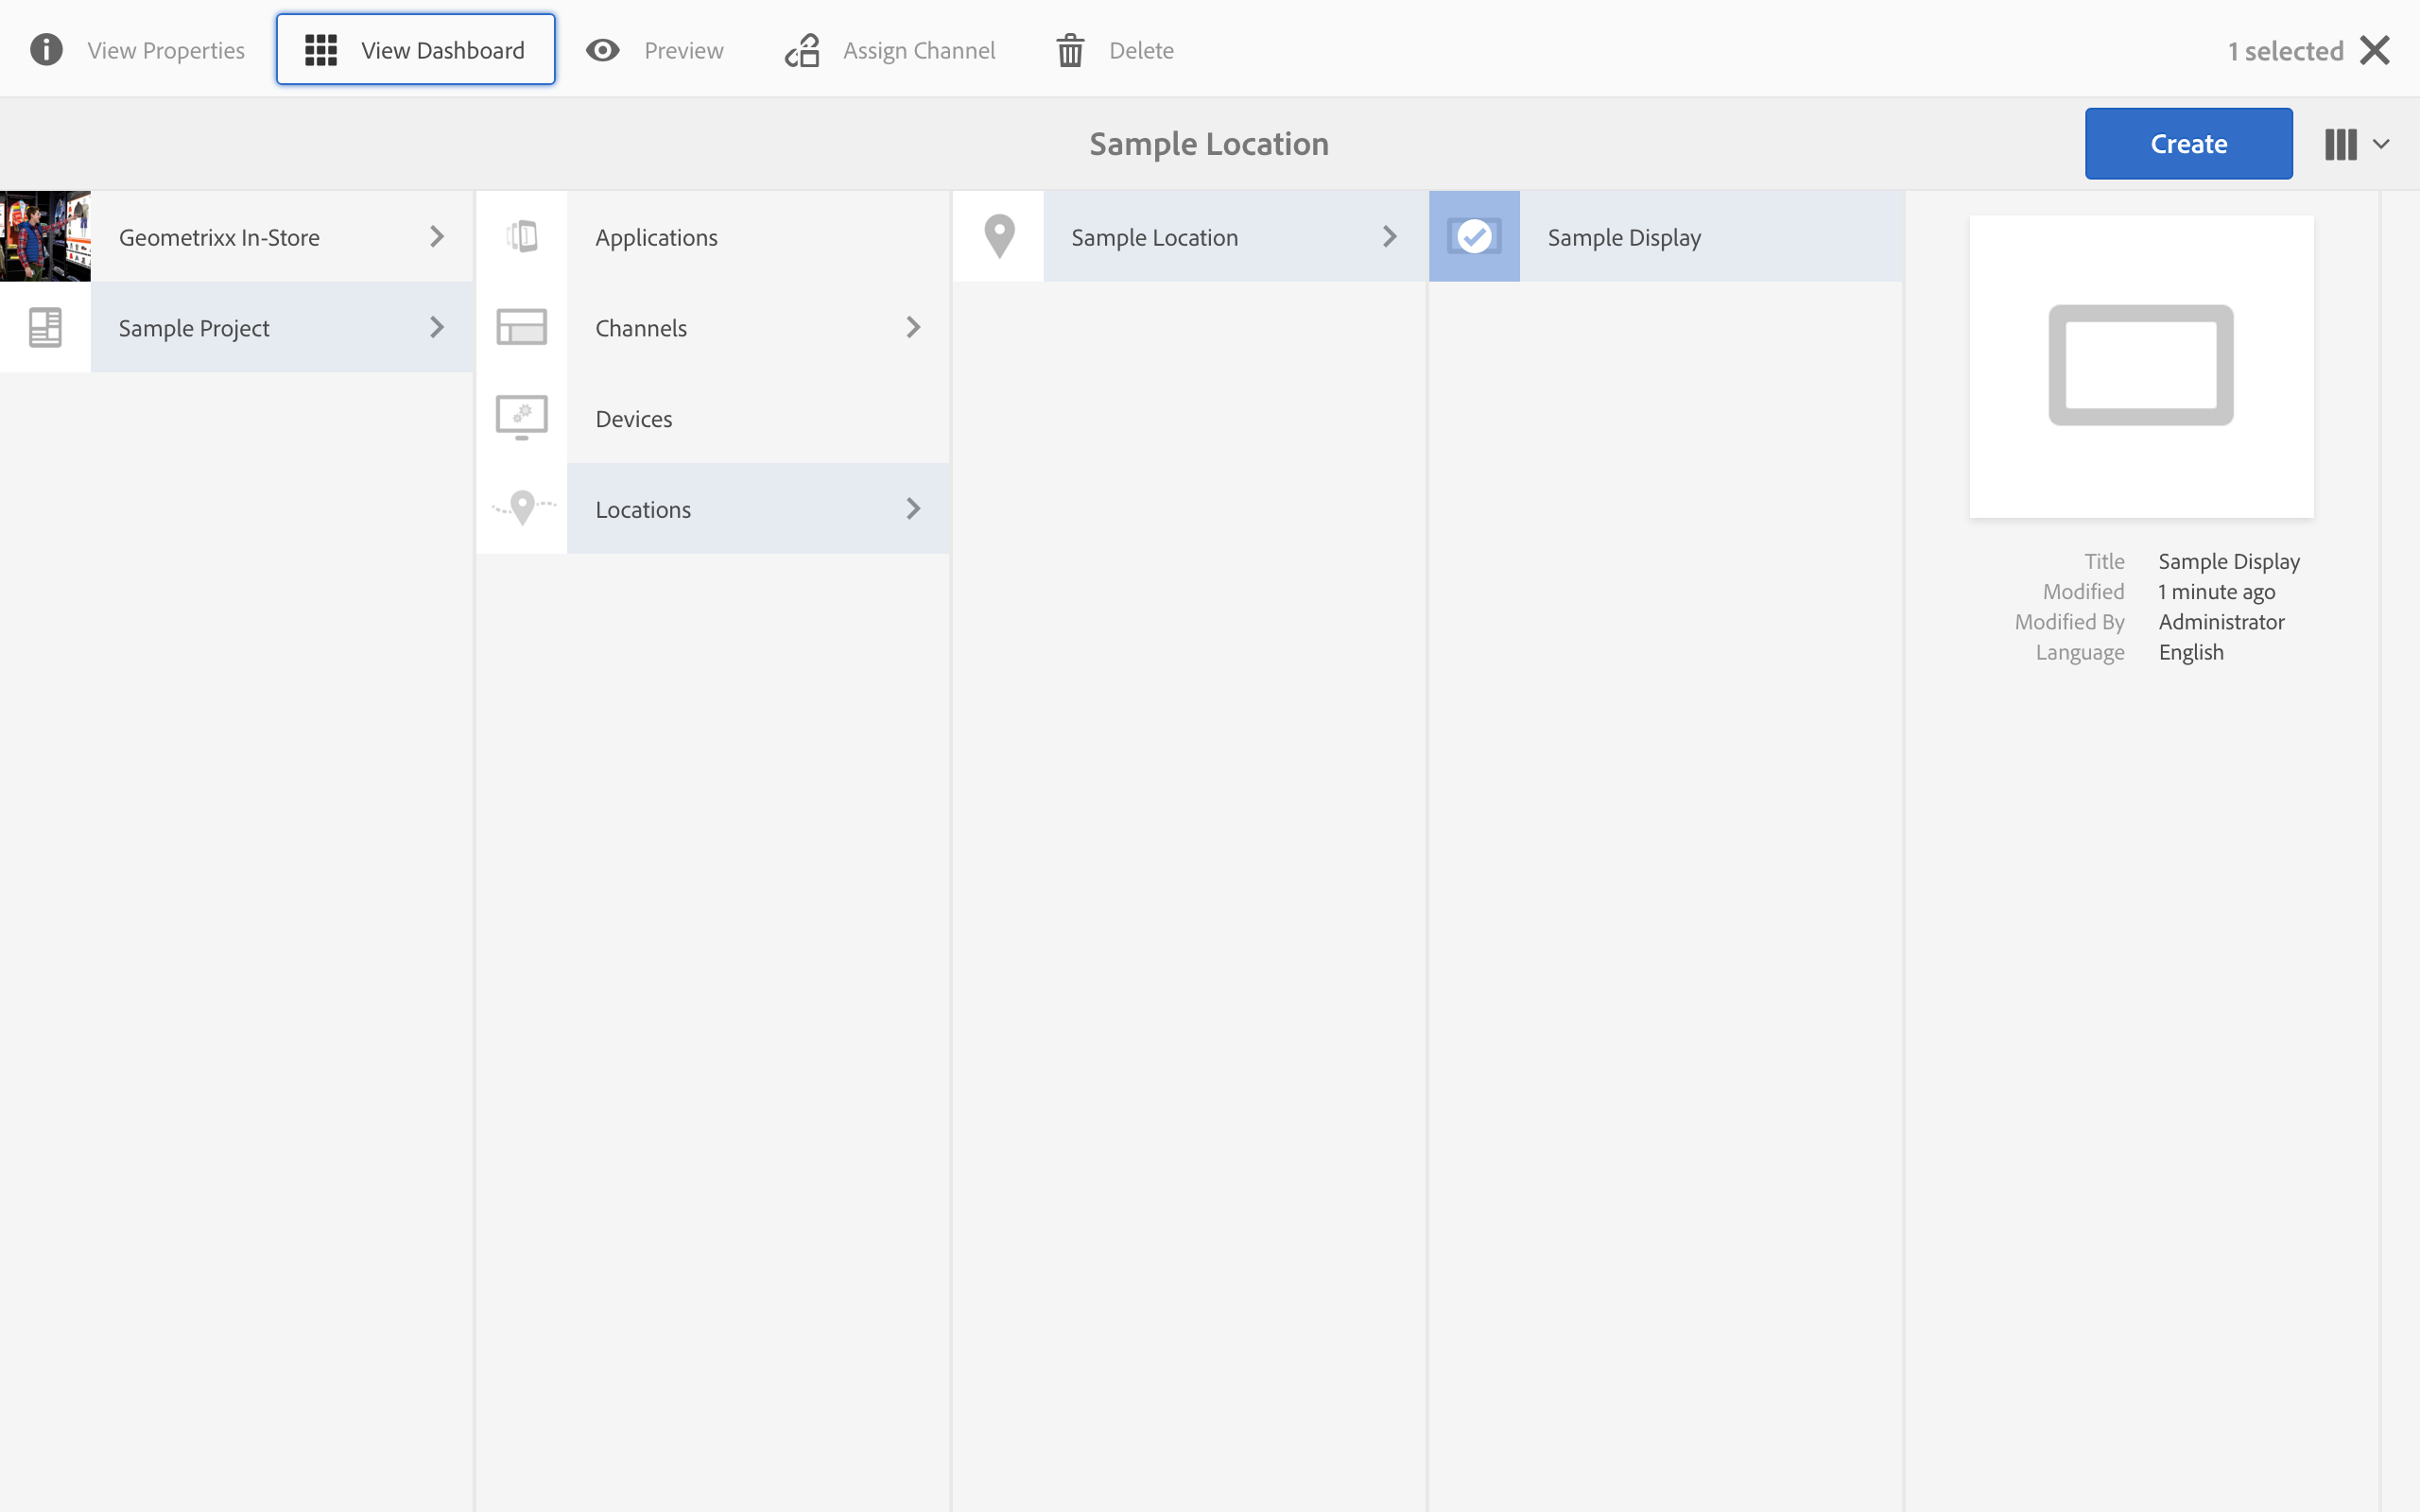 View Properties
View Dashboard
Preview
Assign Channel
Delete
1 selected
Sample Location
Create
Geometrixx In-Store
Sample Project
Applications
Channels
Devices
Locations
Sample Location
Sample Display
Title Sample Display
Modified 1 minute ago
Modified By Administrator
Language English